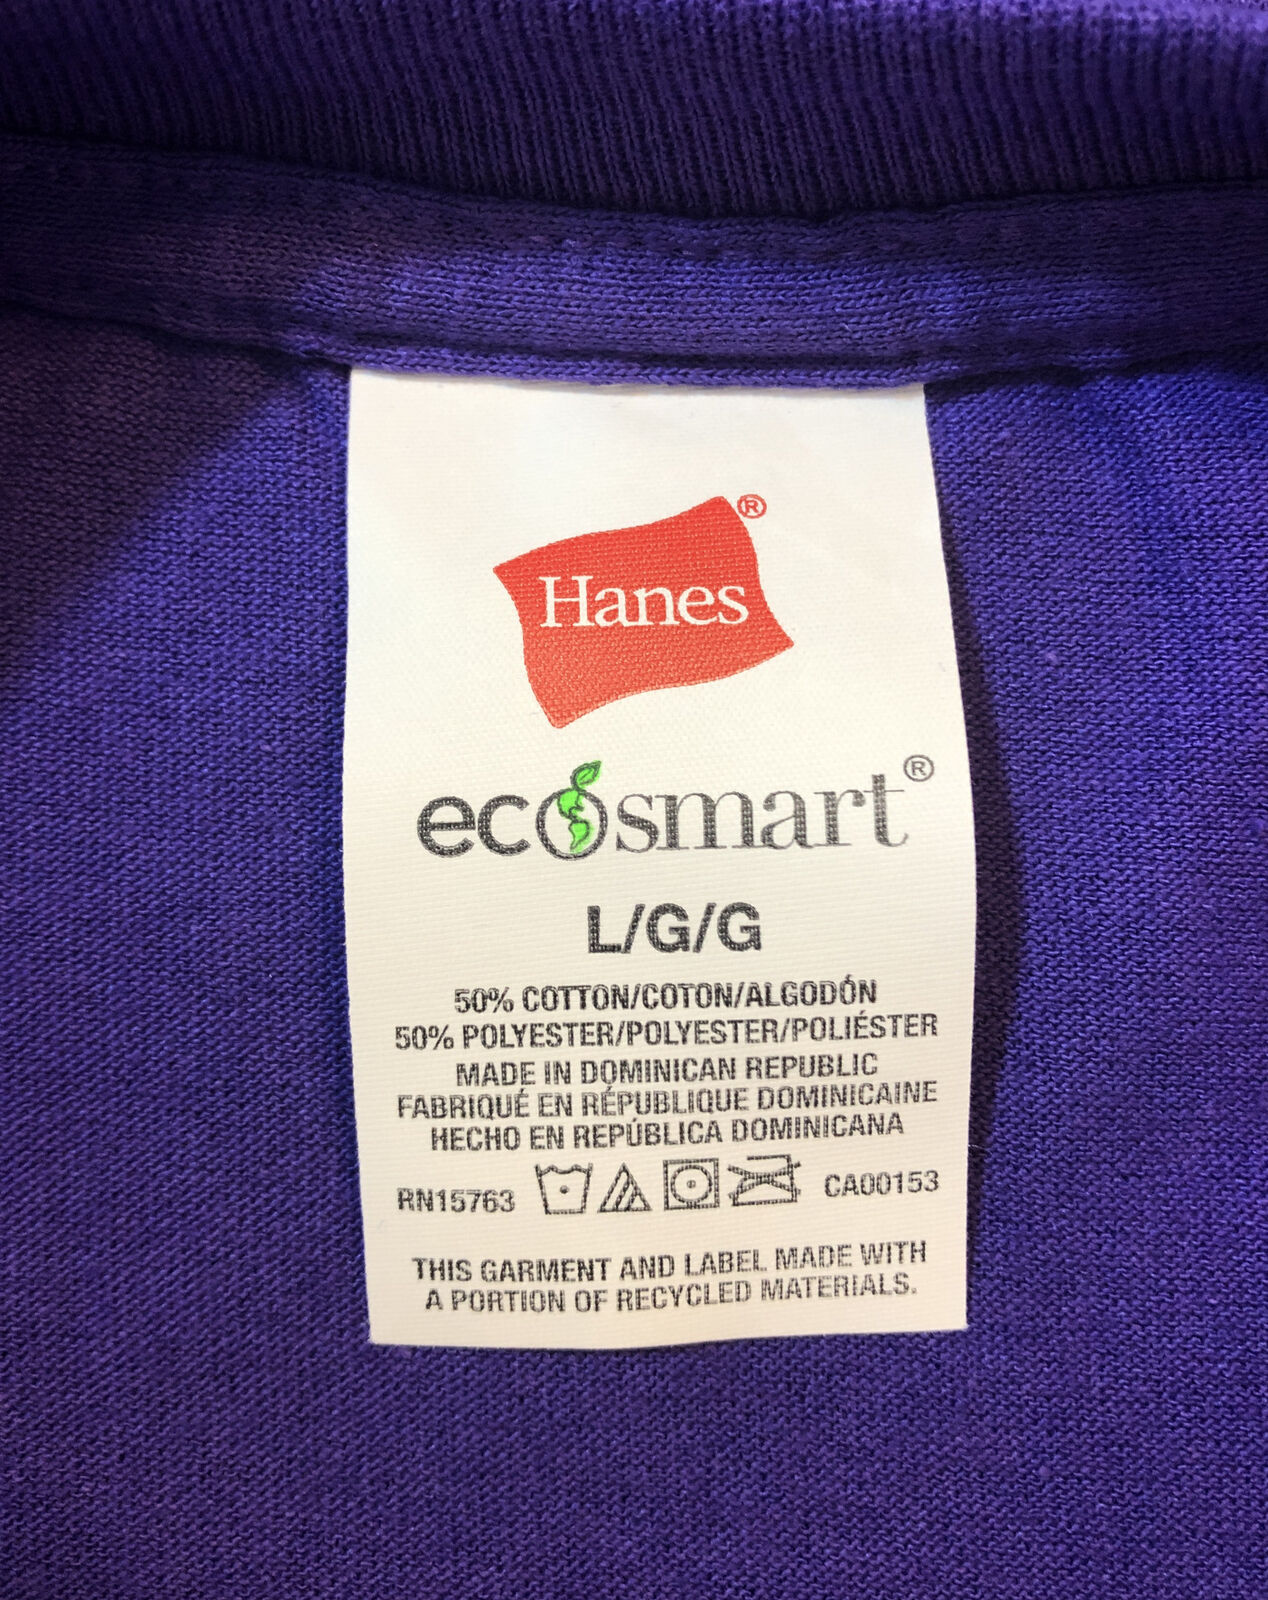 Hanes®
ecosmart®
L/G/G
50% COTTON/COTON/ALGODÓN
50% POLYESTER/POLYESTER/POLIÉSTER
MADE IN DOMINICAN REPUBLIC
FABRIQUÉ EN RÉPUBLIQUE DOMINICAINE
HECHO EN REPÚBLICA DOMINICANA
RN15763 CA00153
THIS GARMENT AND LABEL MADE WITH
A PORTION OF RECYCLED MATERIALS.